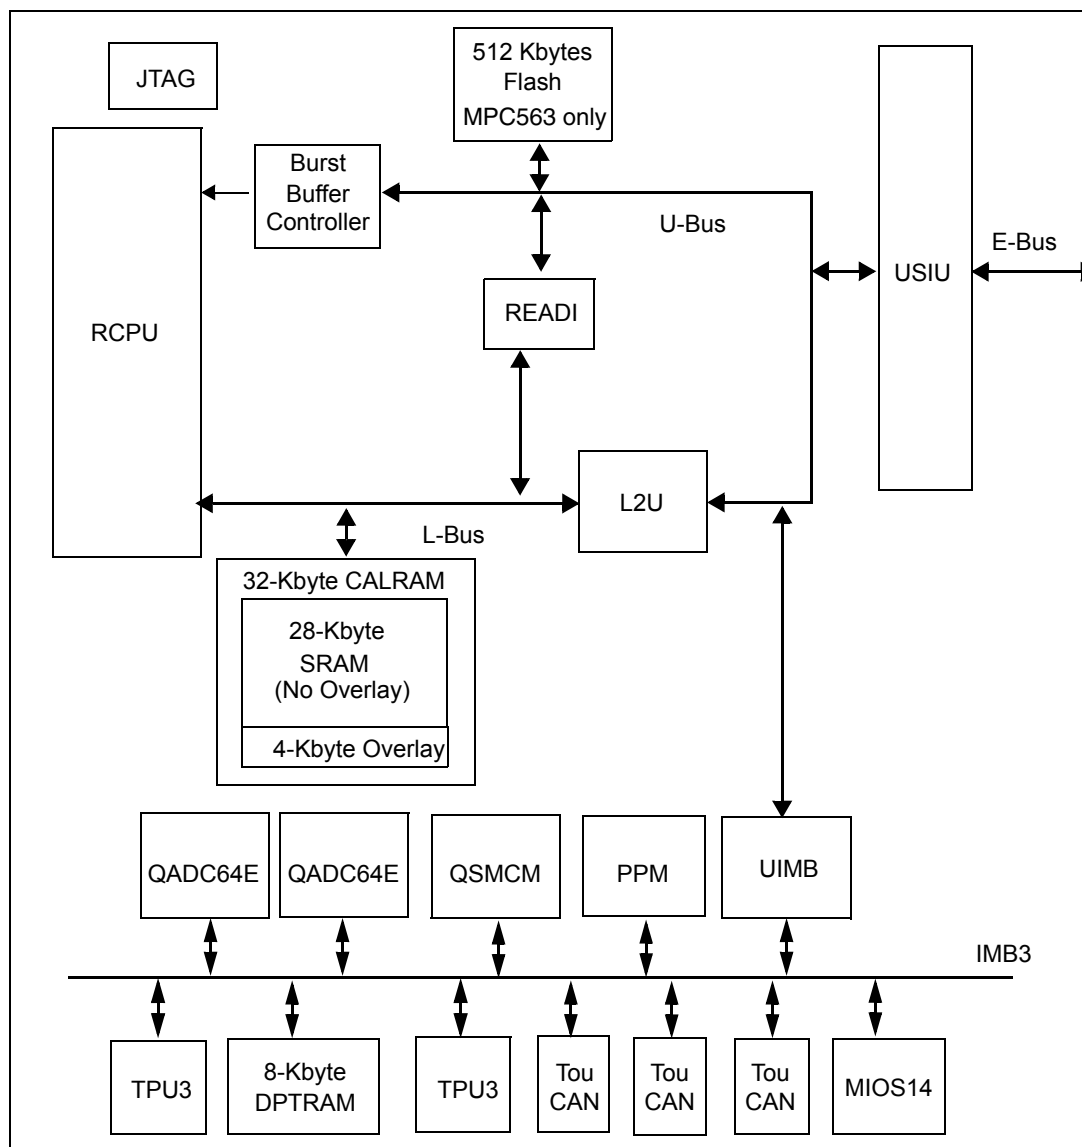 JTAG
512 Kbytes
Flash
MPC563 only
Burst
Buffer
Controller
U-Bus
E-Bus
USIU
READI
RCPU
L2U
L-Bus
32-Kbyte CALRAM
28-Kbyte
SRAM
(No Overlay)
4-Kbyte Overlay
QADC64E
QADC64E
QSMCM
PPM
UIMB
IMB3
TPU3
8-Kbyte
DPTRAM
TPU3
Tou
CAN
Tou
CAN
Tou
CAN
MIOS14